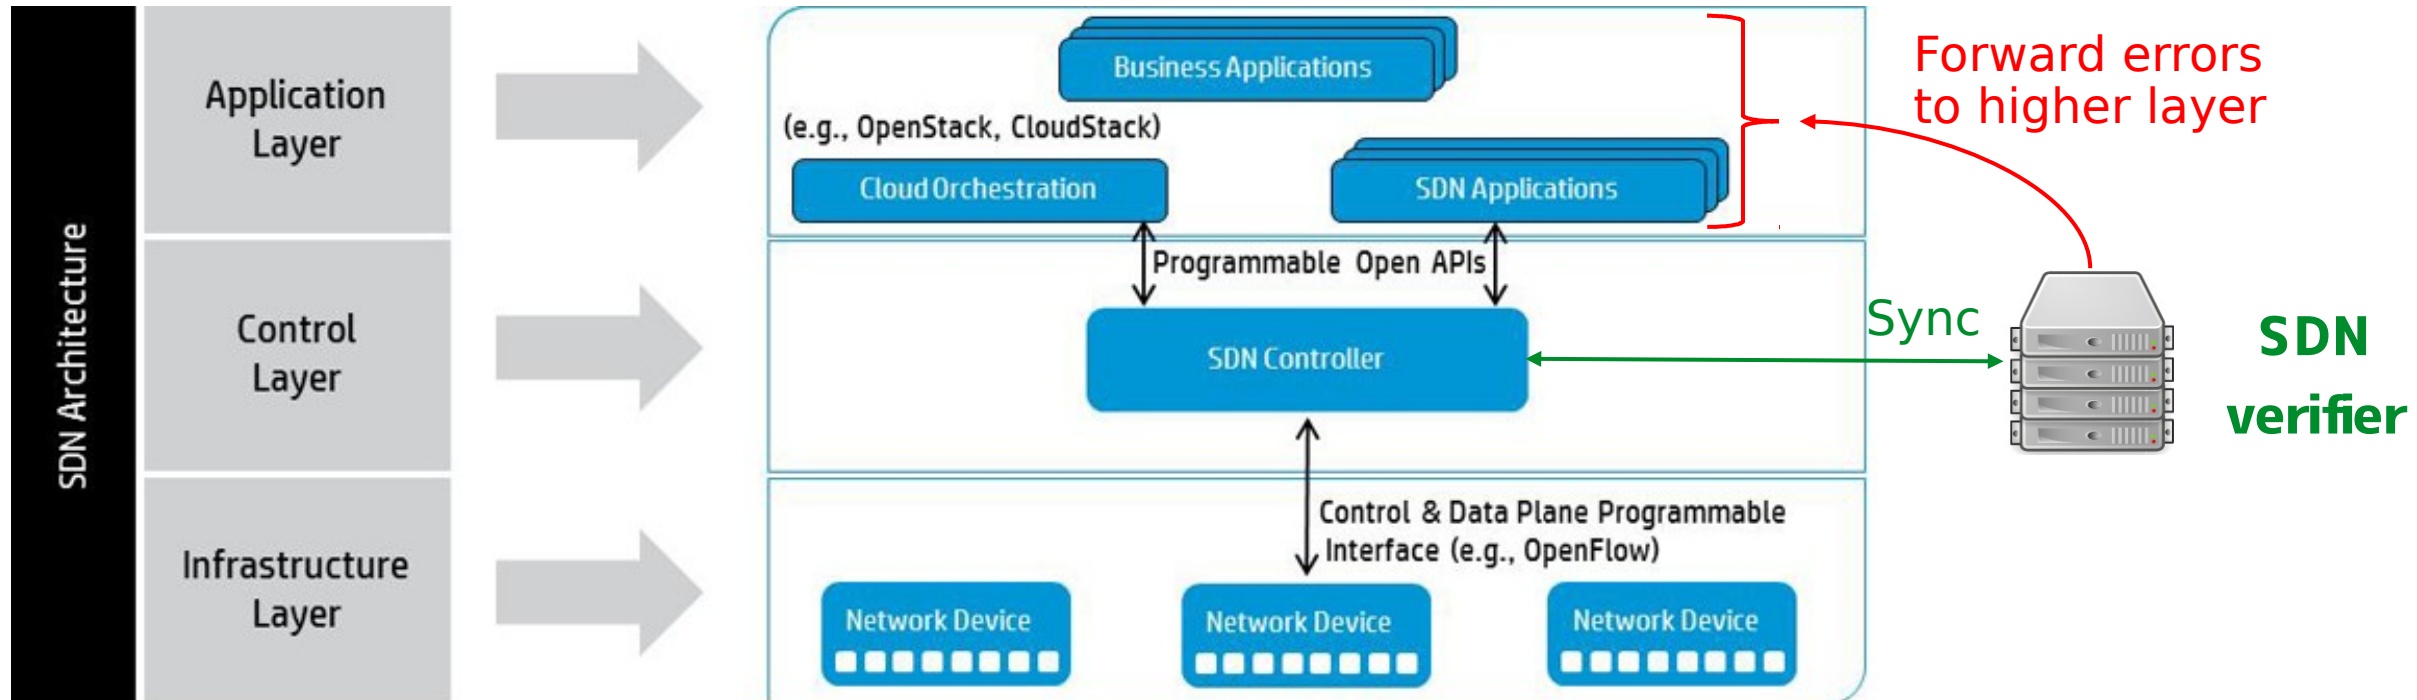 SDN Architecture
Application
Layer
Business Applications
(e.g., OpenStack, CloudStack)
Cloud Orchestration
SDN Applications
Forward errors
to higher layer
Control
Layer
Programmable Open APIs
SDN Controller
Sync
SDN
verifier
Infrastructure
Layer
Control & Data Plane Programmable
Interface (e.g., OpenFlow)
Network Device
Network Device
Network Device